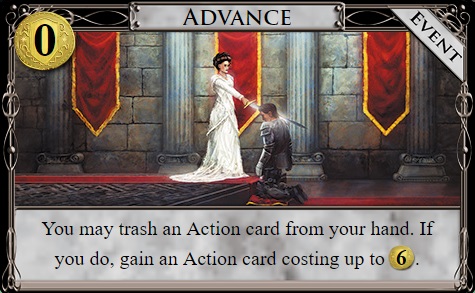 ADVANCE
0
EVENT
You may trash an Action card from your hand. If
you do, gain an Action card costing up to 6.